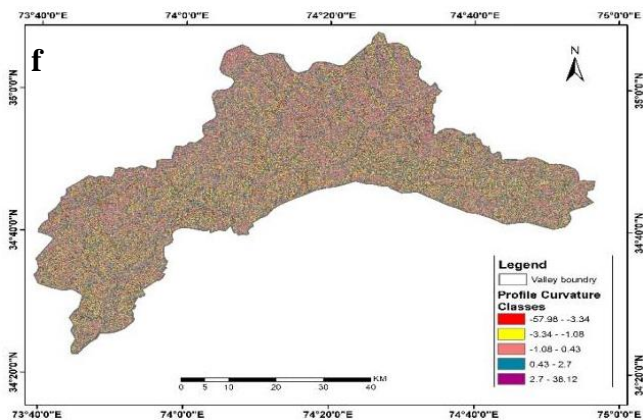 73°40'0"E 74°0'0"E 74°20'0"E 74°40'0"E 75°0'0"E
f
N
35°0'0"N 35°0'0"N
34°40'0"N 34°40'0"N
Legend
Valley boundry
Profile Curvature
Classes
-57.98 - -3.34
-3.34 - -1.08
-1.08 - 0.43
0.43 - 2.7
2.7 - 38.12
34°20'0"N 34°20'0"N
KM
0 5 10 20 30 40
73°40'0"E 74°0'0"E 74°20'0"E 74°40'0"E 75°0'0"E